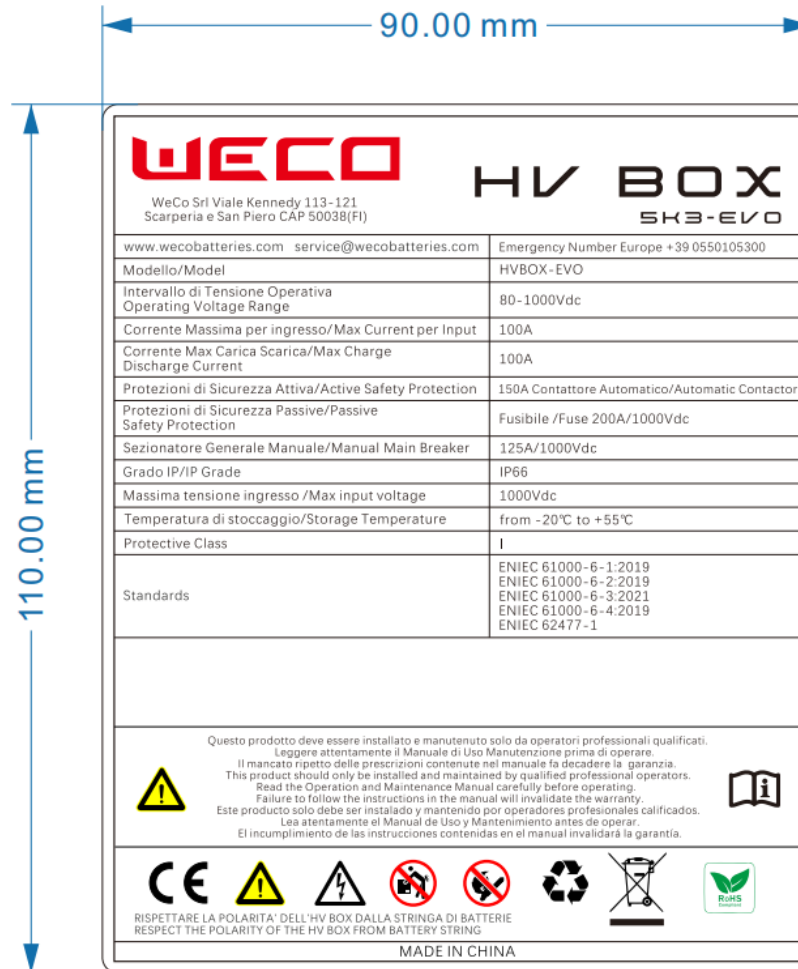 90.00 mm
110.00 mm
WECO
WeCo Srl Viale Kennedy 113-121
Scarperia e San Piero CAP 50038(FI)
HV BOX
5K3-EVO
www.wecobatteries.com service@wecobatteries.com
Emergency Number Europe +39 0550105300
Modello/Model
HVBOX-EVO
Intervallo di Tensione Operativa
Operating Voltage Range
80-1000Vdc
Corrente Massima per ingresso/Max Current per Input
100A
Corrente Max Carica Scarica/Max Charge
Discharge Current
100A
Protezioni di Sicurezza Attiva/Active Safety Protection
150A Contattore Automatico/Automatic Contactor
Protezioni di Sicurezza Passive/Passive
Safety Protection
Fusibile /Fuse 200A/1000Vdc
Sezionatore Generale Manuale/Manual Main Breaker
125A/1000Vdc
Grado IP/IP Grade
IP66
Massima tensione ingresso /Max input voltage
1000Vdc
Temperatura di stoccaggio/Storage Temperature
from -20℃ to +55℃
Protective Class
I
Standards
ENIEC 61000-6-1:2019
ENIEC 61000-6-2:2019
ENIEC 61000-6-3:2021
ENIEC 61000-6-4:2019
ENIEC 62477-1
Questo prodotto deve essere installato e manutenuto solo da operatori professionali qualificati.
Leggere attentamente il Manuale di Uso Manutenzione prima di operare.
Il mancato ripetto delle prescrizioni contenute nel manuale fa decadere la garanzia.
This product should only be installed and maintained by qualified professional operators.
Read the Operation and Maintenance Manual carefully before operating.
Failure to follow the instructions in the manual will invalidate the warranty.
Este producto solo debe ser instalado y mantenido por operadores profesionales calificados.
Lea atentamente el Manual de Uso y Mantenimiento antes de operar.
El incumplimiento de las instrucciones contenidas en el manual invalidará la garantía.
CE
RoHS
RISPETTARE LA POLARITA' DELL'HV BOX DALLA STRINGA DI BATTERIE
RESPECT THE POLARITY OF THE HV BOX FROM BATTERY STRING
MADE IN CHINA